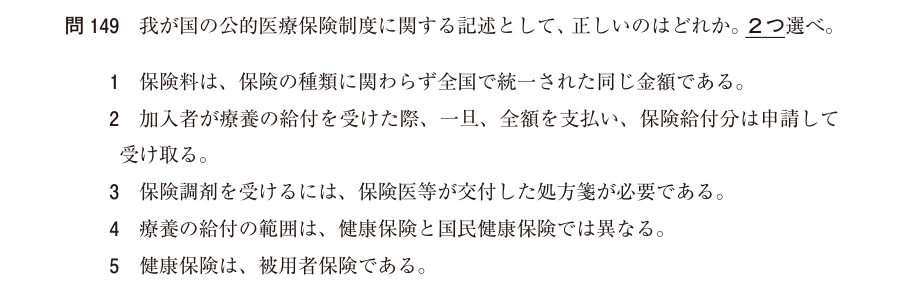 問 149 我が国の公的医療保険制度に関する記述として、正しいのはどれか。2つ選べ。
1 保険料は、保険の種類に関わらず全国で統一された同じ金額である。
2 加入者が療養の給付を受けた際、一旦、全額を支払い、保険給付分は申請して
受け取る。
3 保険調剤を受けるには、保険医等が交付した処方箋が必要である。
4 療養の給付の範囲は、健康保険と国民健康保険では異なる。
5 健康保険は、被用者保険である。